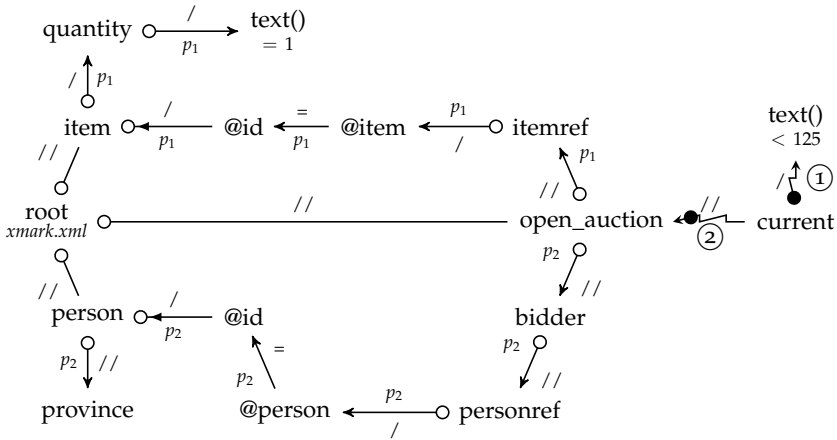 quantity / p1 text()
= 1
/ p1
item / p1 @id = p1 @item p1 / itemref
text()
< 125
// p1 / ①
//
root // open_auction // ② current
xmark.xml
p2 //
//
person / p2 @id bidder
p2 // p2 = p2 //
province @person p2 / personref